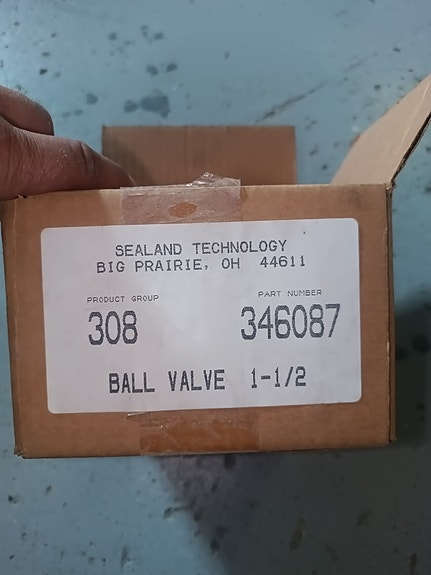 SEALAND TECHNOLOGY
BIG PRAIRIE, OH 44611
PRODUCT GROUP PART NUMBER
308 346087
BALL VALVE 1-1/2